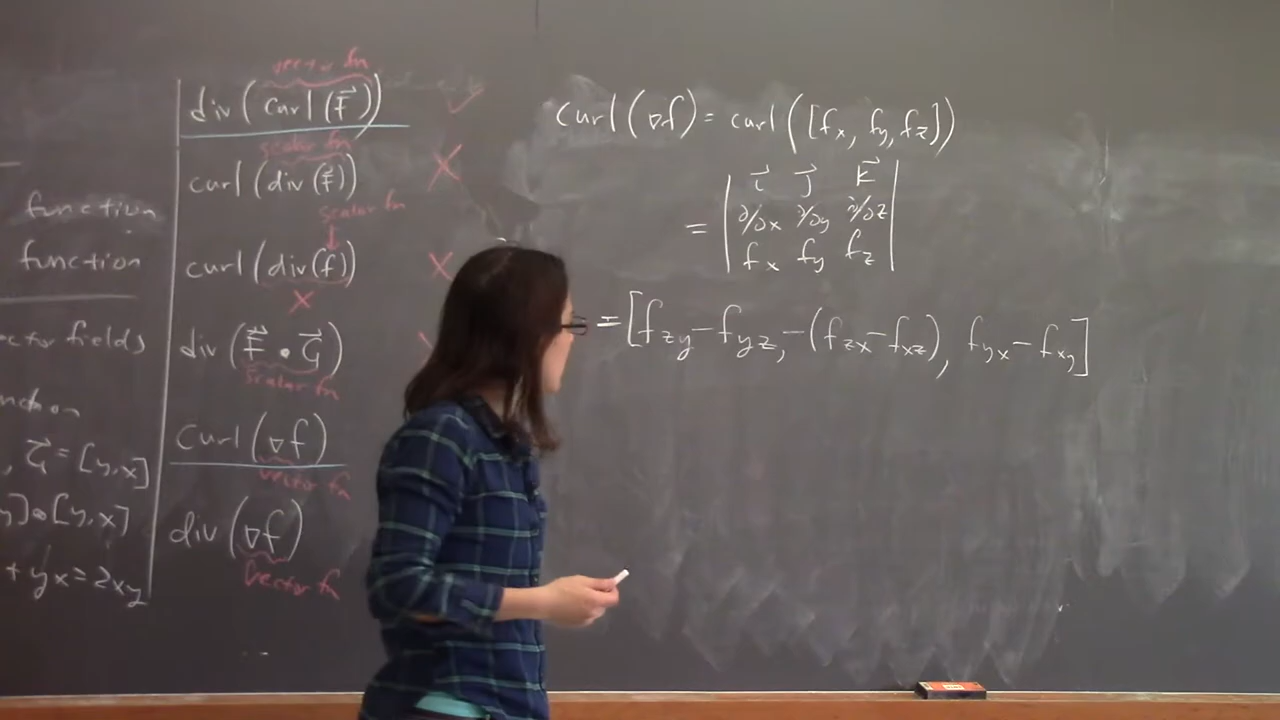 function
function
ctor fields
nction
, G⃗ = [y, x]
y] • [y, x]
+ yx = 2xy
vector fn
div (curl (F⃗)) ✓
scalar fn
curl (div (F⃗)) ✗
scalar fn
↓
curl (div(f)) ✗
✗
div (F⃗ • G⃗)
scalar fn
curl (∇f)
vector fn
div (∇f)
vector fn
curl (∇f) = curl ([fx, fy, fz])
= | i⃗ j⃗ k⃗ |
∂/∂x ∂/∂y ∂/∂z
fx fy fz
= [fzy - fyz, -(fzx - fxz), fyx - fxy]